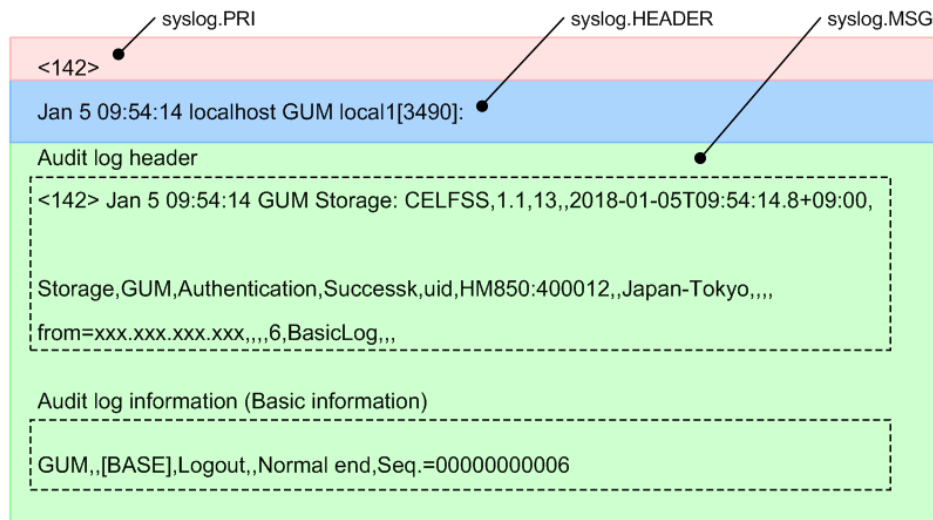 syslog.PRI
syslog.HEADER
syslog.MSG
<142>
Jan 5 09:54:14 localhost GUM local1[3490]:
Audit log header
<142> Jan 5 09:54:14 GUM Storage: CELFSS,1.1,13,,2018-01-05T09:54:14.8+09:00,
Storage,GUM,Authentication,Successk,uid,HM850:400012,,Japan-Tokyo,,,,
from=xxx.xxx.xxx.xxx,,,,6,BasicLog,,,
Audit log information (Basic information)
GUM,,[BASE],Logout,,Normal end,Seq.=00000000006